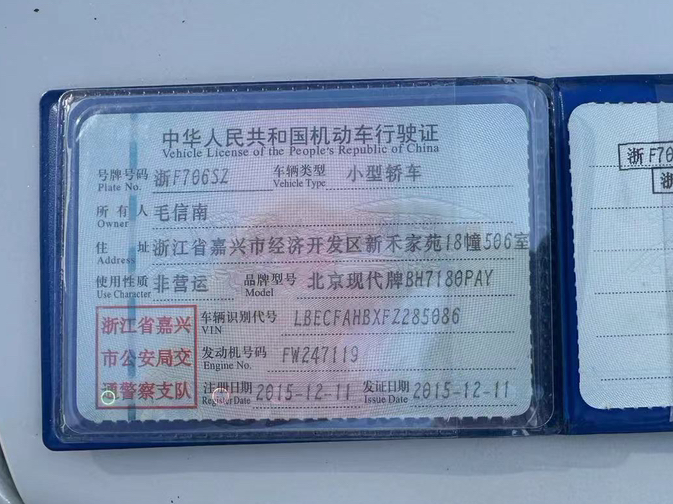 中华人民共和国机动车行驶证
Vehicle License of the People's Republic of China
号牌号码 浙F706SZ 车辆类型 小型轿车
Plate No. Vehicle Type
所有人 毛信南
Owner
住址 浙江省嘉兴市经济开发区新禾家苑18幢506室
Address
使用性质 非营运 品牌型号 北京现代牌BH7180PAY
Use Character Model
浙江省嘉兴
市公安局交
通警察支队
车辆识别代号 LBECFAHBXFZ285086
VIN
发动机号码 FW247119
Engine No.
注册日期 2015-12-11 发证日期 2015-12-11
Register Date Issue Date
浙F70
浙